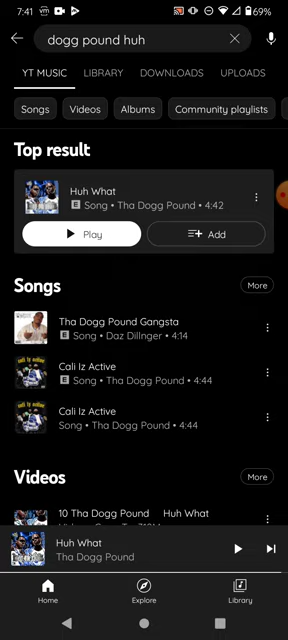 7:41 vm 69%
dogg pound huh
YT MUSIC LIBRARY DOWNLOADS UPLOADS
Songs Videos Albums Community playlists
Top result
Huh What
E Song • Tha Dogg Pound • 4:42
Play Add
Songs More
Tha Dogg Pound Gangsta
E Song • Daz Dillnger • 4:14
Cali Iz Active
E Song • Tha Dogg Pound • 4:44
Cali Iz Active
Song • Tha Dogg Pound • 4:44
Videos More
10 Tha Dogg Pound Huh What
Huh What
Tha Dogg Pound
Home Explore Library